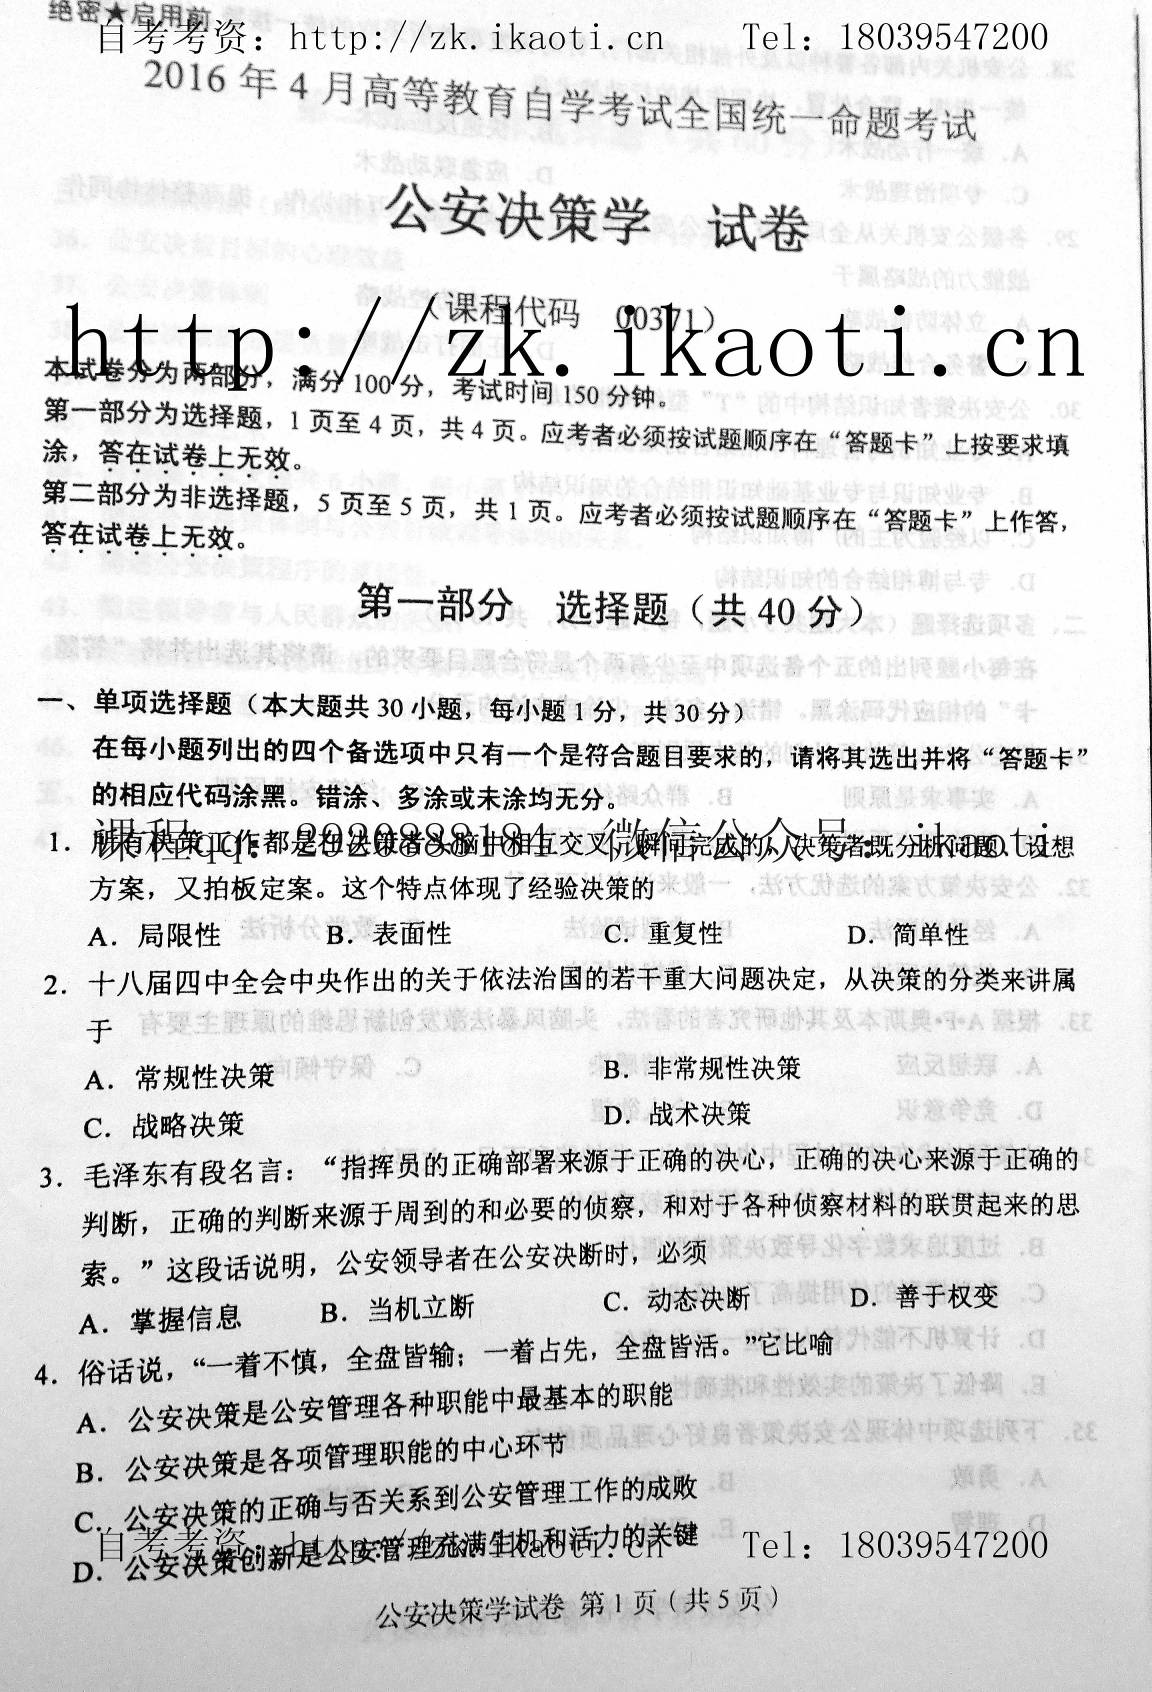 绝密★启用前
自考考资：http://zk.ikaoti.cn Tel：18039547200
2016 年 4 月高等教育自学考试全国统一命题考试
公安决策学 试卷
（课程代码 00371）
http://zk.ikaoti.cn
本试卷分为两部分，满分 100 分，考试时间 150 分钟。
第一部分为选择题，1 页至 4 页，共 4 页。应考者必须按试题顺序在“答题卡”上按要求填
涂，答在试卷上无效。
第二部分为非选择题，5 页至 5 页，共 1 页。应考者必须按试题顺序在“答题卡”上作答，
答在试卷上无效。
第一部分 选择题（共 40 分）
一、单项选择题（本大题共 30 小题，每小题 1 分，共 30 分）
在每小题列出的四个备选项中只有一个是符合题目要求的，请将其选出并将“答题卡”
的相应代码涂黑。错涂、多涂或未涂均无分。
课程qq：2920888184 微信公众号：ikaoti
1．所有决策工作都是在决策者头脑中相互交叉、瞬间完成的，决策者既分析问题、设想
方案，又拍板定案。这个特点体现了经验决策的
A．局限性 B．表面性 C．重复性 D．简单性
2．十八届四中全会中央作出的关于依法治国的若干重大问题决定，从决策的分类来讲属
于
A．常规性决策 B．非常规性决策
C．战略决策 D．战术决策
3．毛泽东有段名言：“指挥员的正确部署来源于正确的决心，正确的决心来源于正确的
判断，正确的判断来源于周到的和必要的侦察，和对于各种侦察材料的联贯起来的思
索。”这段话说明，公安领导者在公安决断时，必须
A．掌握信息 B．当机立断 C．动态决断 D．善于权变
4．俗话说，“一着不慎，全盘皆输；一着占先，全盘皆活。”它比喻
A．公安决策是公安管理各种职能中最基本的职能
B．公安决策是各项管理职能的中心环节
C．公安决策的正确与否关系到公安管理工作的成败
D．公安决策创新是公安管理充满生机和活力的关键
自考考资：http://zk.ikaoti.cn Tel：18039547200
公安决策学试卷 第 1 页（共 5 页）